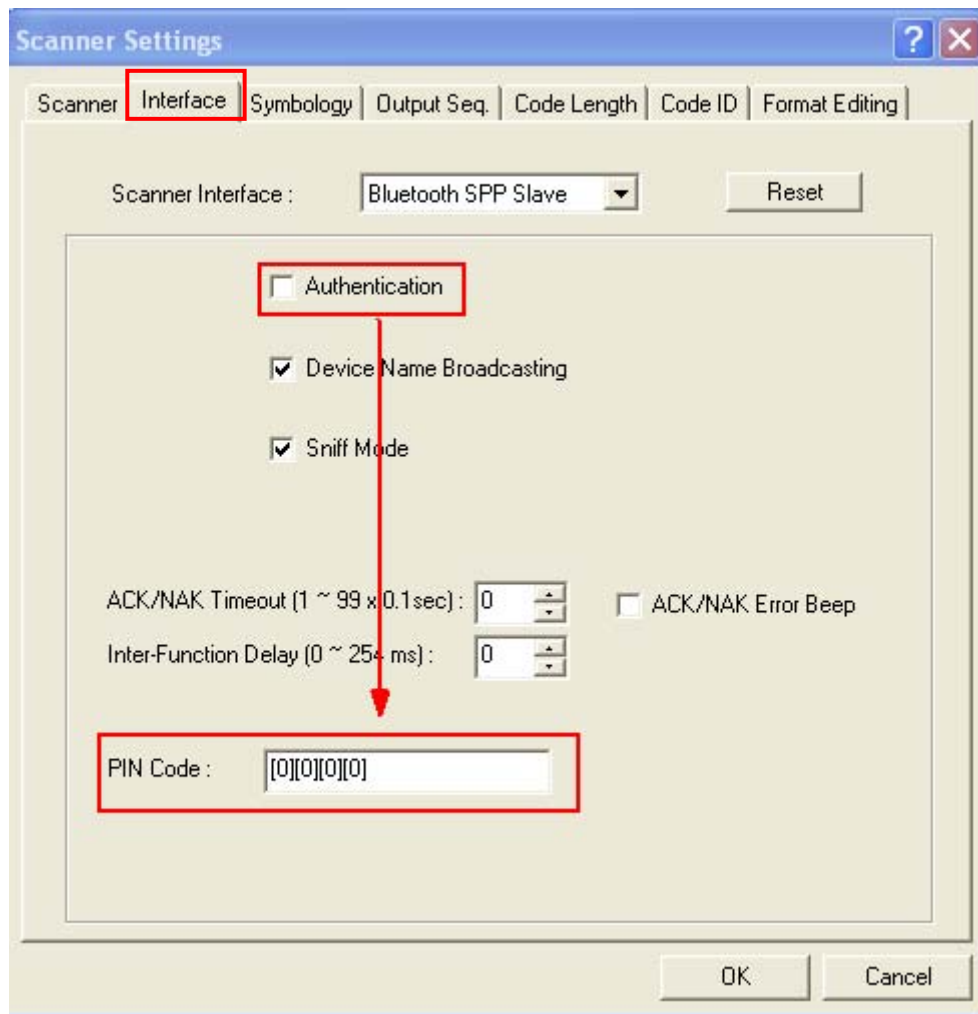 Scanner Settings
Scanner Interface Symbology Output Seq. Code Length Code ID Format Editing
Scanner Interface : Bluetooth SPP Slave Reset
Authentication
Device Name Broadcasting
Sniff Mode
ACK/NAK Timeout (1 ~ 99 x 0.1sec) : 0 ACK/NAK Error Beep
Inter-Function Delay (0 ~ 254 ms) : 0
PIN Code : [0][0][0][0]
OK Cancel